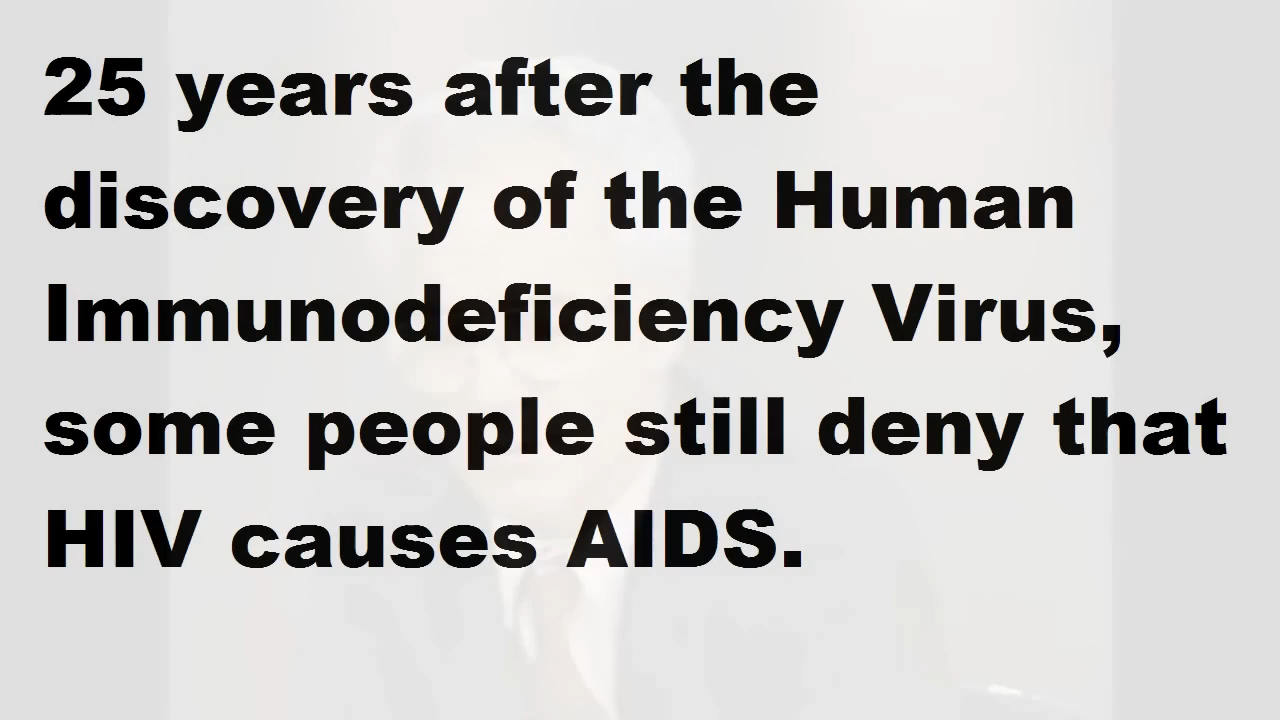 25 years after the
discovery of the Human
Immunodeficiency Virus,
some people still deny that
HIV causes AIDS.